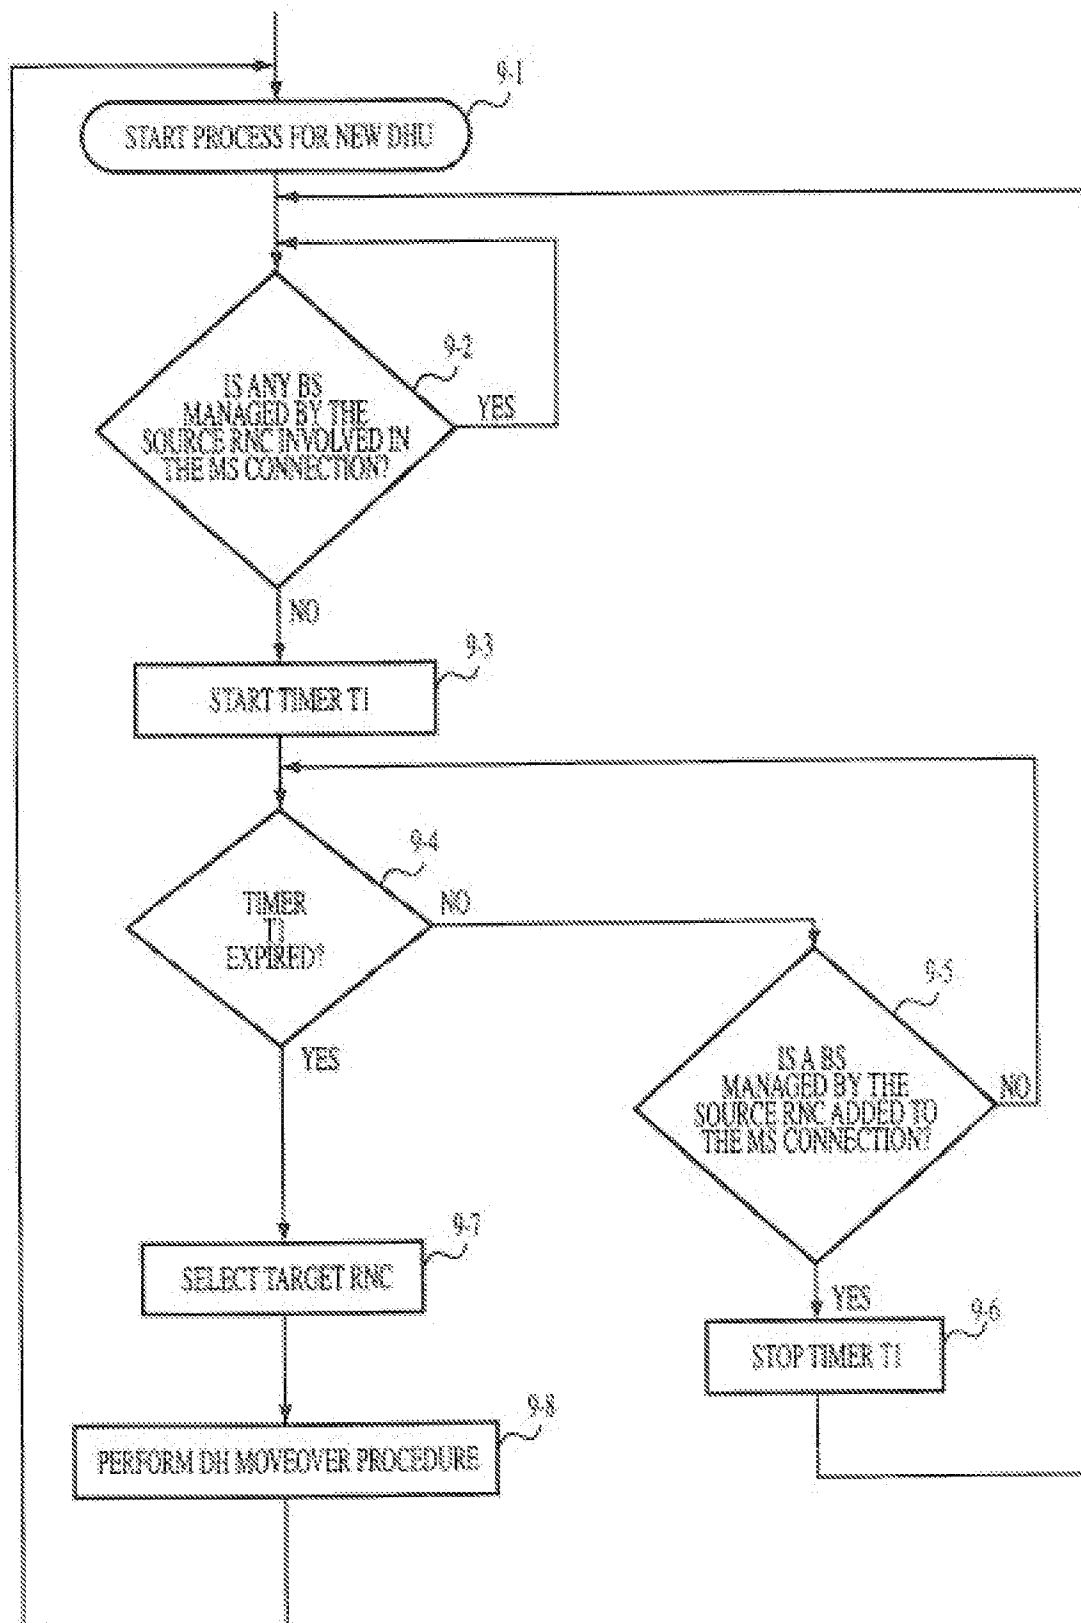 9-1
START PROCESS FOR NEW DHU
9-2
IS ANY BS
MANAGED BY THE
SOURCE RNC INVOLVED IN
THE MS CONNECTION?
YES
NO
9-3
START TIMER T1
9-4
TIMER
T1
EXPIRED?
NO
YES
9-5
IS A BS
MANAGED BY THE
SOURCE RNC ADDED TO
THE MS CONNECTION?
NO
YES
9-6
STOP TIMER T1
9-7
SELECT TARGET RNC
9-8
PERFORM DH MOVEOVER PROCEDURE